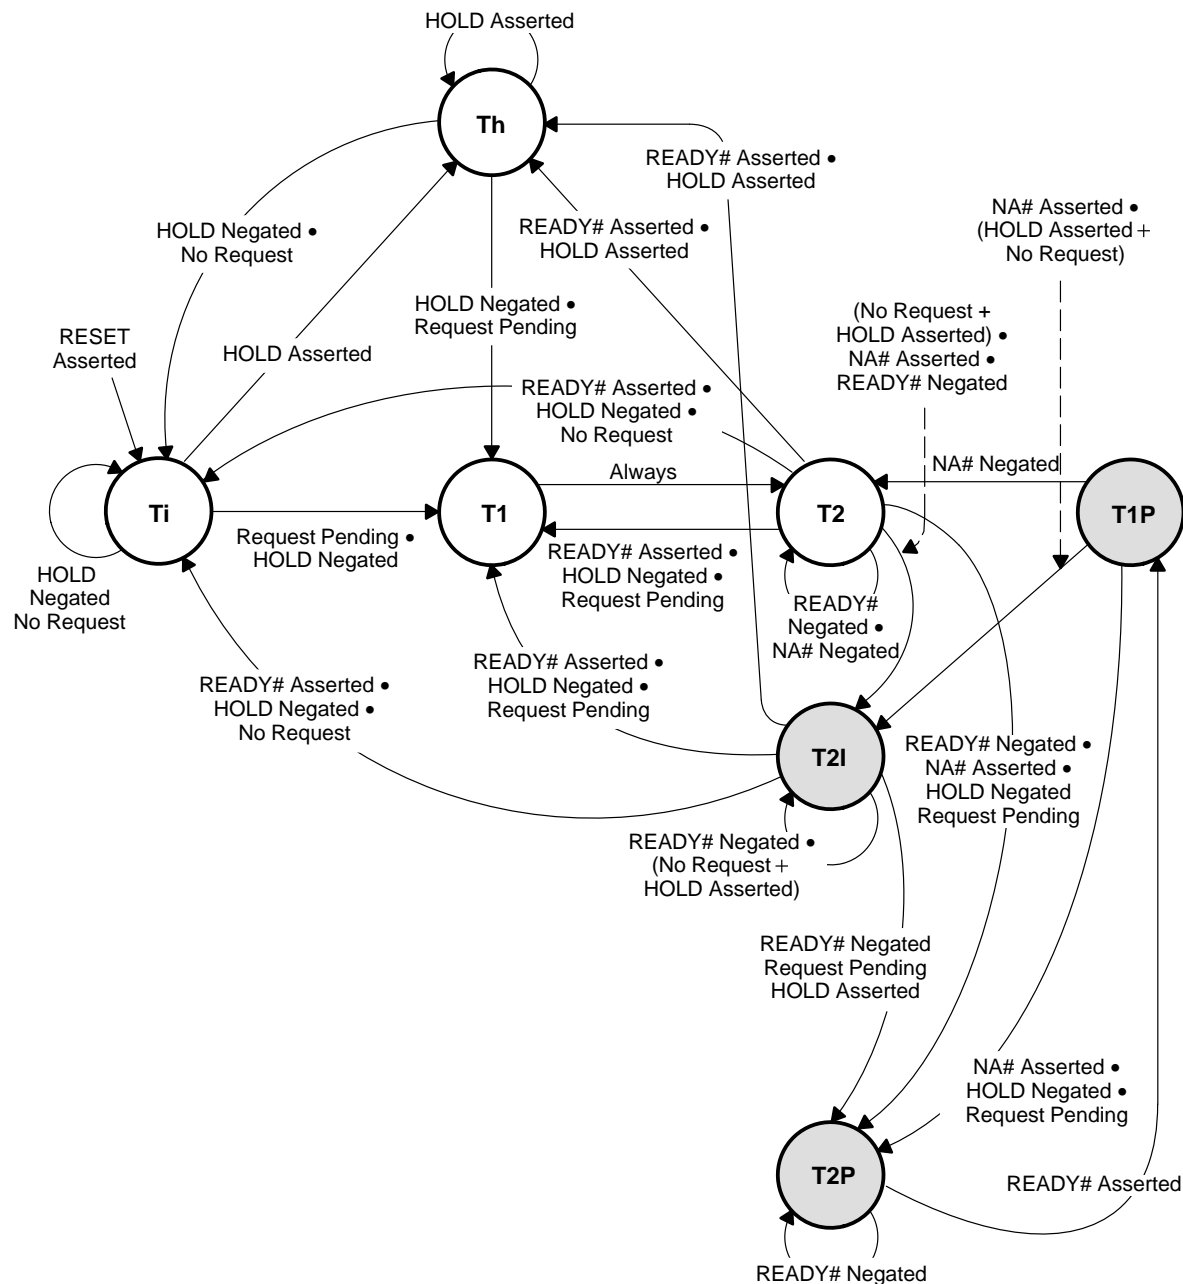 HOLD Asserted
Th
READY# Asserted •
HOLD Asserted
NA# Asserted •
(HOLD Asserted +
No Request)
HOLD Negated •
No Request
READY# Asserted •
HOLD Asserted
HOLD Negated •
Request Pending
(No Request +
HOLD Asserted) •
NA# Asserted •
READY# Negated
RESET
Asserted
HOLD Asserted
READY# Asserted •
HOLD Negated •
No Request
Always
NA# Negated
Ti
T1
T2
T1P
Request Pending •
HOLD Negated
READY# Asserted •
HOLD Negated •
Request Pending
HOLD
Negated
No Request
READY#
Negated •
NA# Negated
READY# Asserted •
HOLD Negated •
Request Pending
READY# Asserted •
HOLD Negated •
No Request
T2I
READY# Negated •
NA# Asserted •
HOLD Negated
Request Pending
READY# Negated •
(No Request +
HOLD Asserted)
READY# Negated
Request Pending
HOLD Asserted
NA# Asserted •
HOLD Negated •
Request Pending
T2P
READY# Asserted
READY# Negated